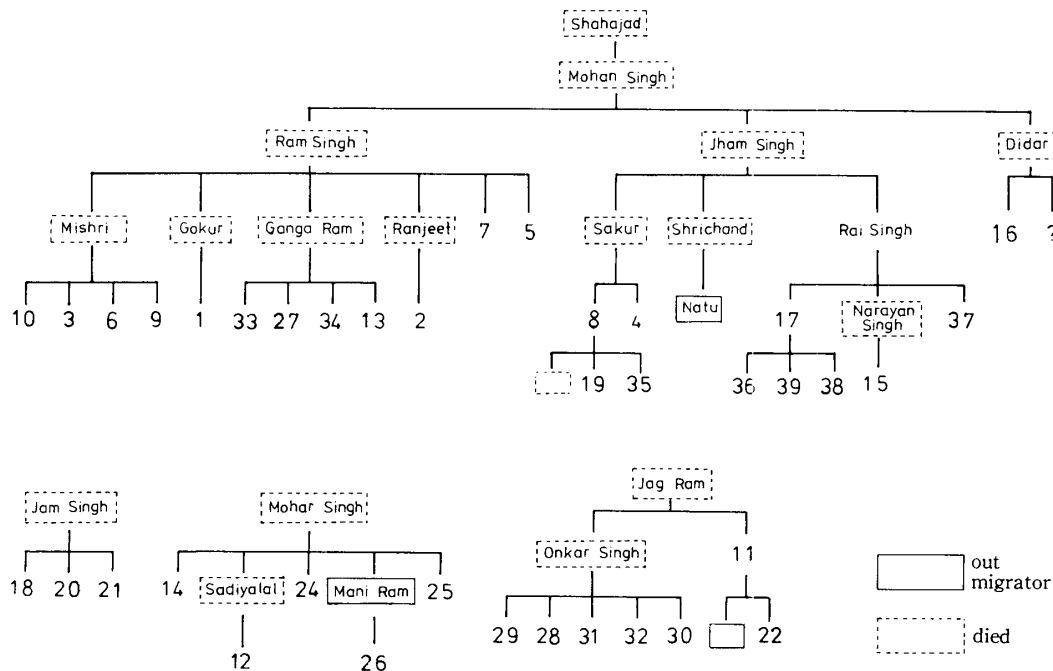 Shahajad
Mohan Singh
Ram Singh Jham Singh Didar
Mishri Gokur Ganga Ram Ranjeet 7 5 Sakur Shrichand Rai Singh 16 ?
10 3 6 9 1 33 27 34 13 2 8 4 Natu 17 Narayan 37
Singh
19 35 36 39 38 15
Jag Ram
Jam Singh Mohar Singh
Onkar Singh 11
18 20 21 14 Sadiyalal 24 Mani Ram 25
29 28 31 32 30 22
12 26
out
migrator
died